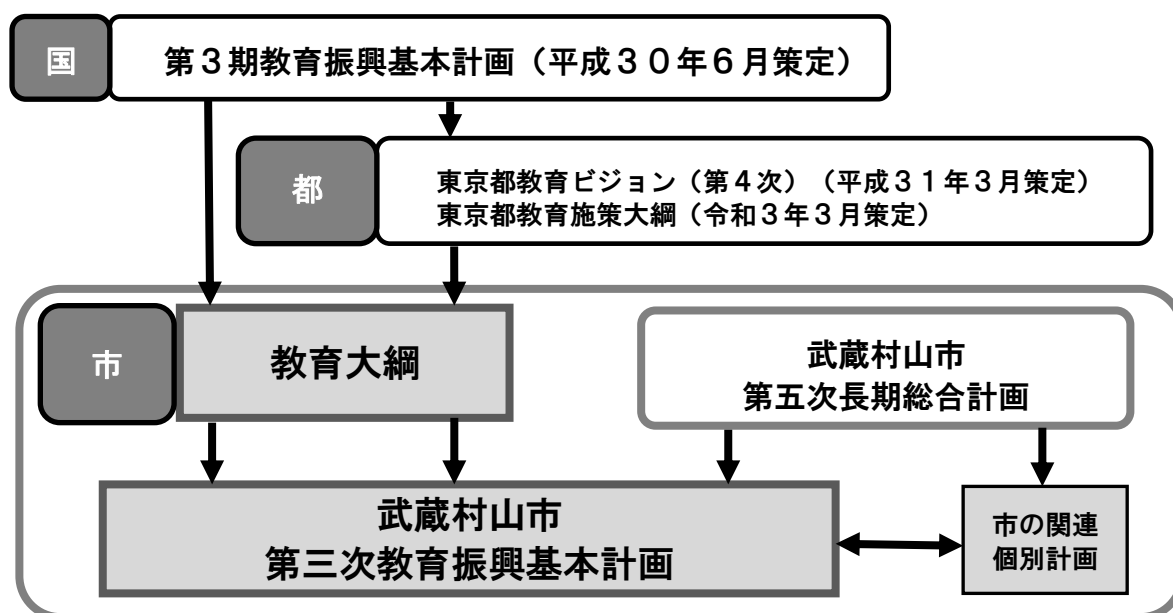 国
第３期教育振興基本計画（平成３０年６月策定）
都
東京都教育ビジョン（第４次）（平成３１年３月策定）
東京都教育施策大綱（令和３年３月策定）
市
教育大綱
武蔵村山市
第五次長期総合計画
武蔵村山市
第三次教育振興基本計画
市の関連
個別計画